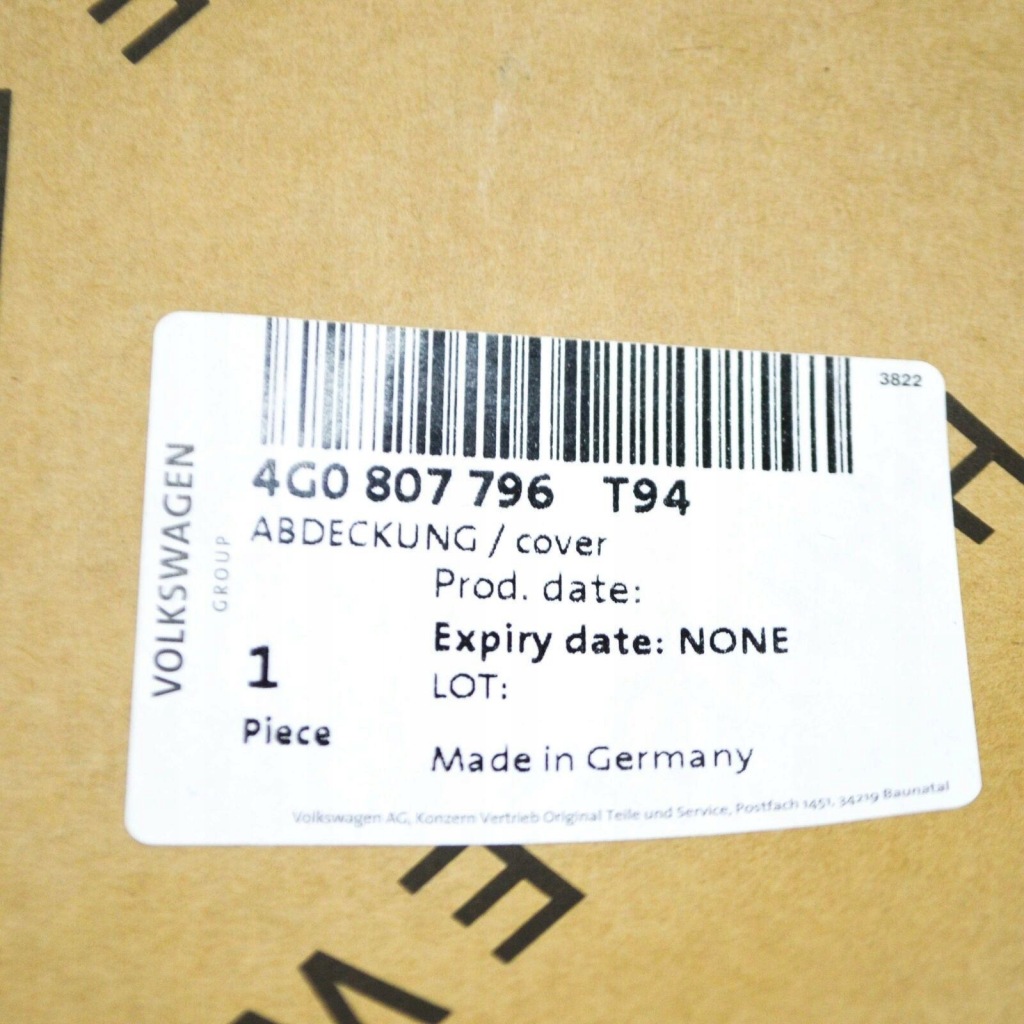 3822
4G0 807 796 T94
ABDECKUNG / cover
Prod. date:
Expiry date: NONE
LOT:
1
Piece
Made in Germany
Volkswagen AG, Konzern Vertrieb Original Teile und Service, Postfach 1451, 34219 Baunatal
VOLKSWAGEN
GROUP